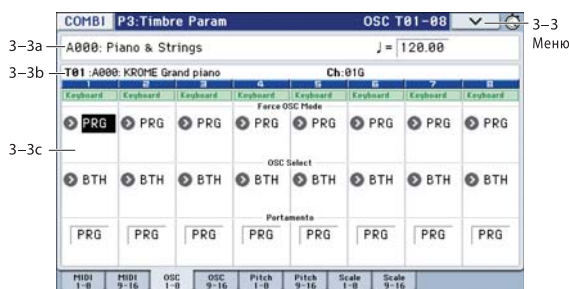 COMBI P3:Timbre Param OSC T01-08
3–3
Меню
3–3a
A000: Piano & Strings ♩= 120.00
3–3b
T01 :A000: KROME Grand piano Ch:01G
1 2 3 4 5 6 7 8
Keyboard Keyboard Keyboard Keyboard Keyboard Keyboard Keyboard Keyboard
Force OSC Mode
PRG PRG PRG PRG PRG PRG PRG PRG
3–3c
OSC Select
BTH BTH BTH BTH BTH BTH BTH BTH
Portamento
PRG PRG PRG PRG PRG PRG PRG PRG
MIDI 1-8 MIDI 9-16 OSC 1-8 OSC 9-16 Pitch 1-8 Pitch 9-16 Scale 1-8 Scale 9-16